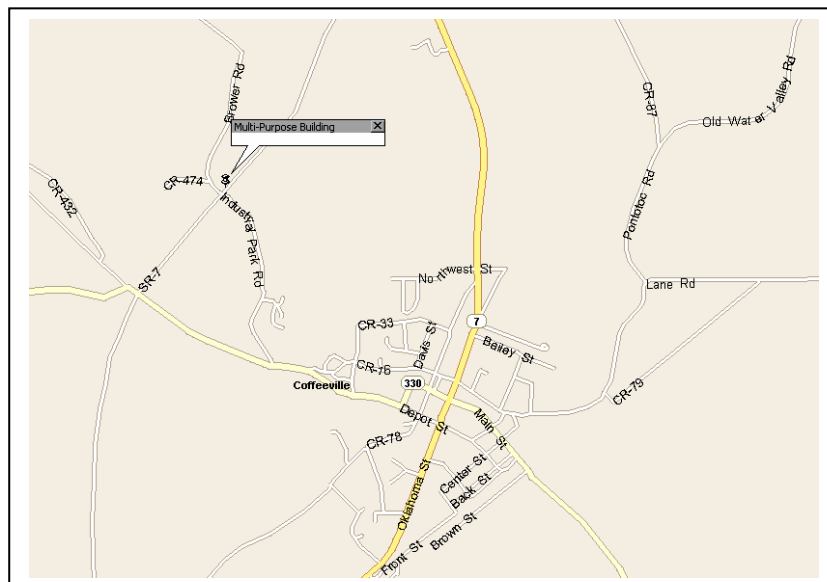 Brower Rd
Multi-Purpose Building
CR-87
Old Water Valley Rd
CR-474
CR-432
Industrial Park Rd
Pontotoc Rd
SR-7
Northwest St
Lane Rd
CR-33
7
Davis St
Bailey St
CR-76
Coffeeville
330
CR-79
Depot St
Main St
CR-78
Center St
Back St
Oklahoma St
Brown St
Front St